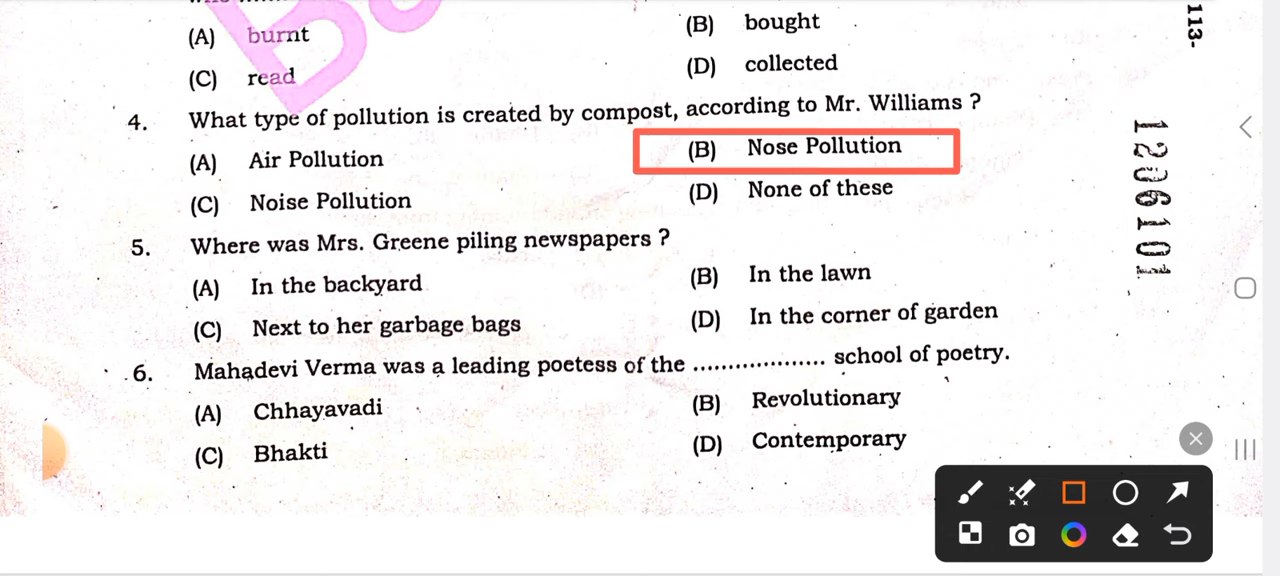 (A) burnt (B) bought
(C) read (D) collected
4. What type of pollution is created by compost, according to Mr. Williams ?
(A) Air Pollution (B) Nose Pollution
(C) Noise Pollution (D) None of these
5. Where was Mrs. Greene piling newspapers ?
(A) In the backyard (B) In the lawn
(C) Next to her garbage bags (D) In the corner of garden
6. Mahadevi Verma was a leading poetess of the .................. school of poetry.
(A) Chhayavadi (B) Revolutionary
(C) Bhakti (D) Contemporary
113-
1206101